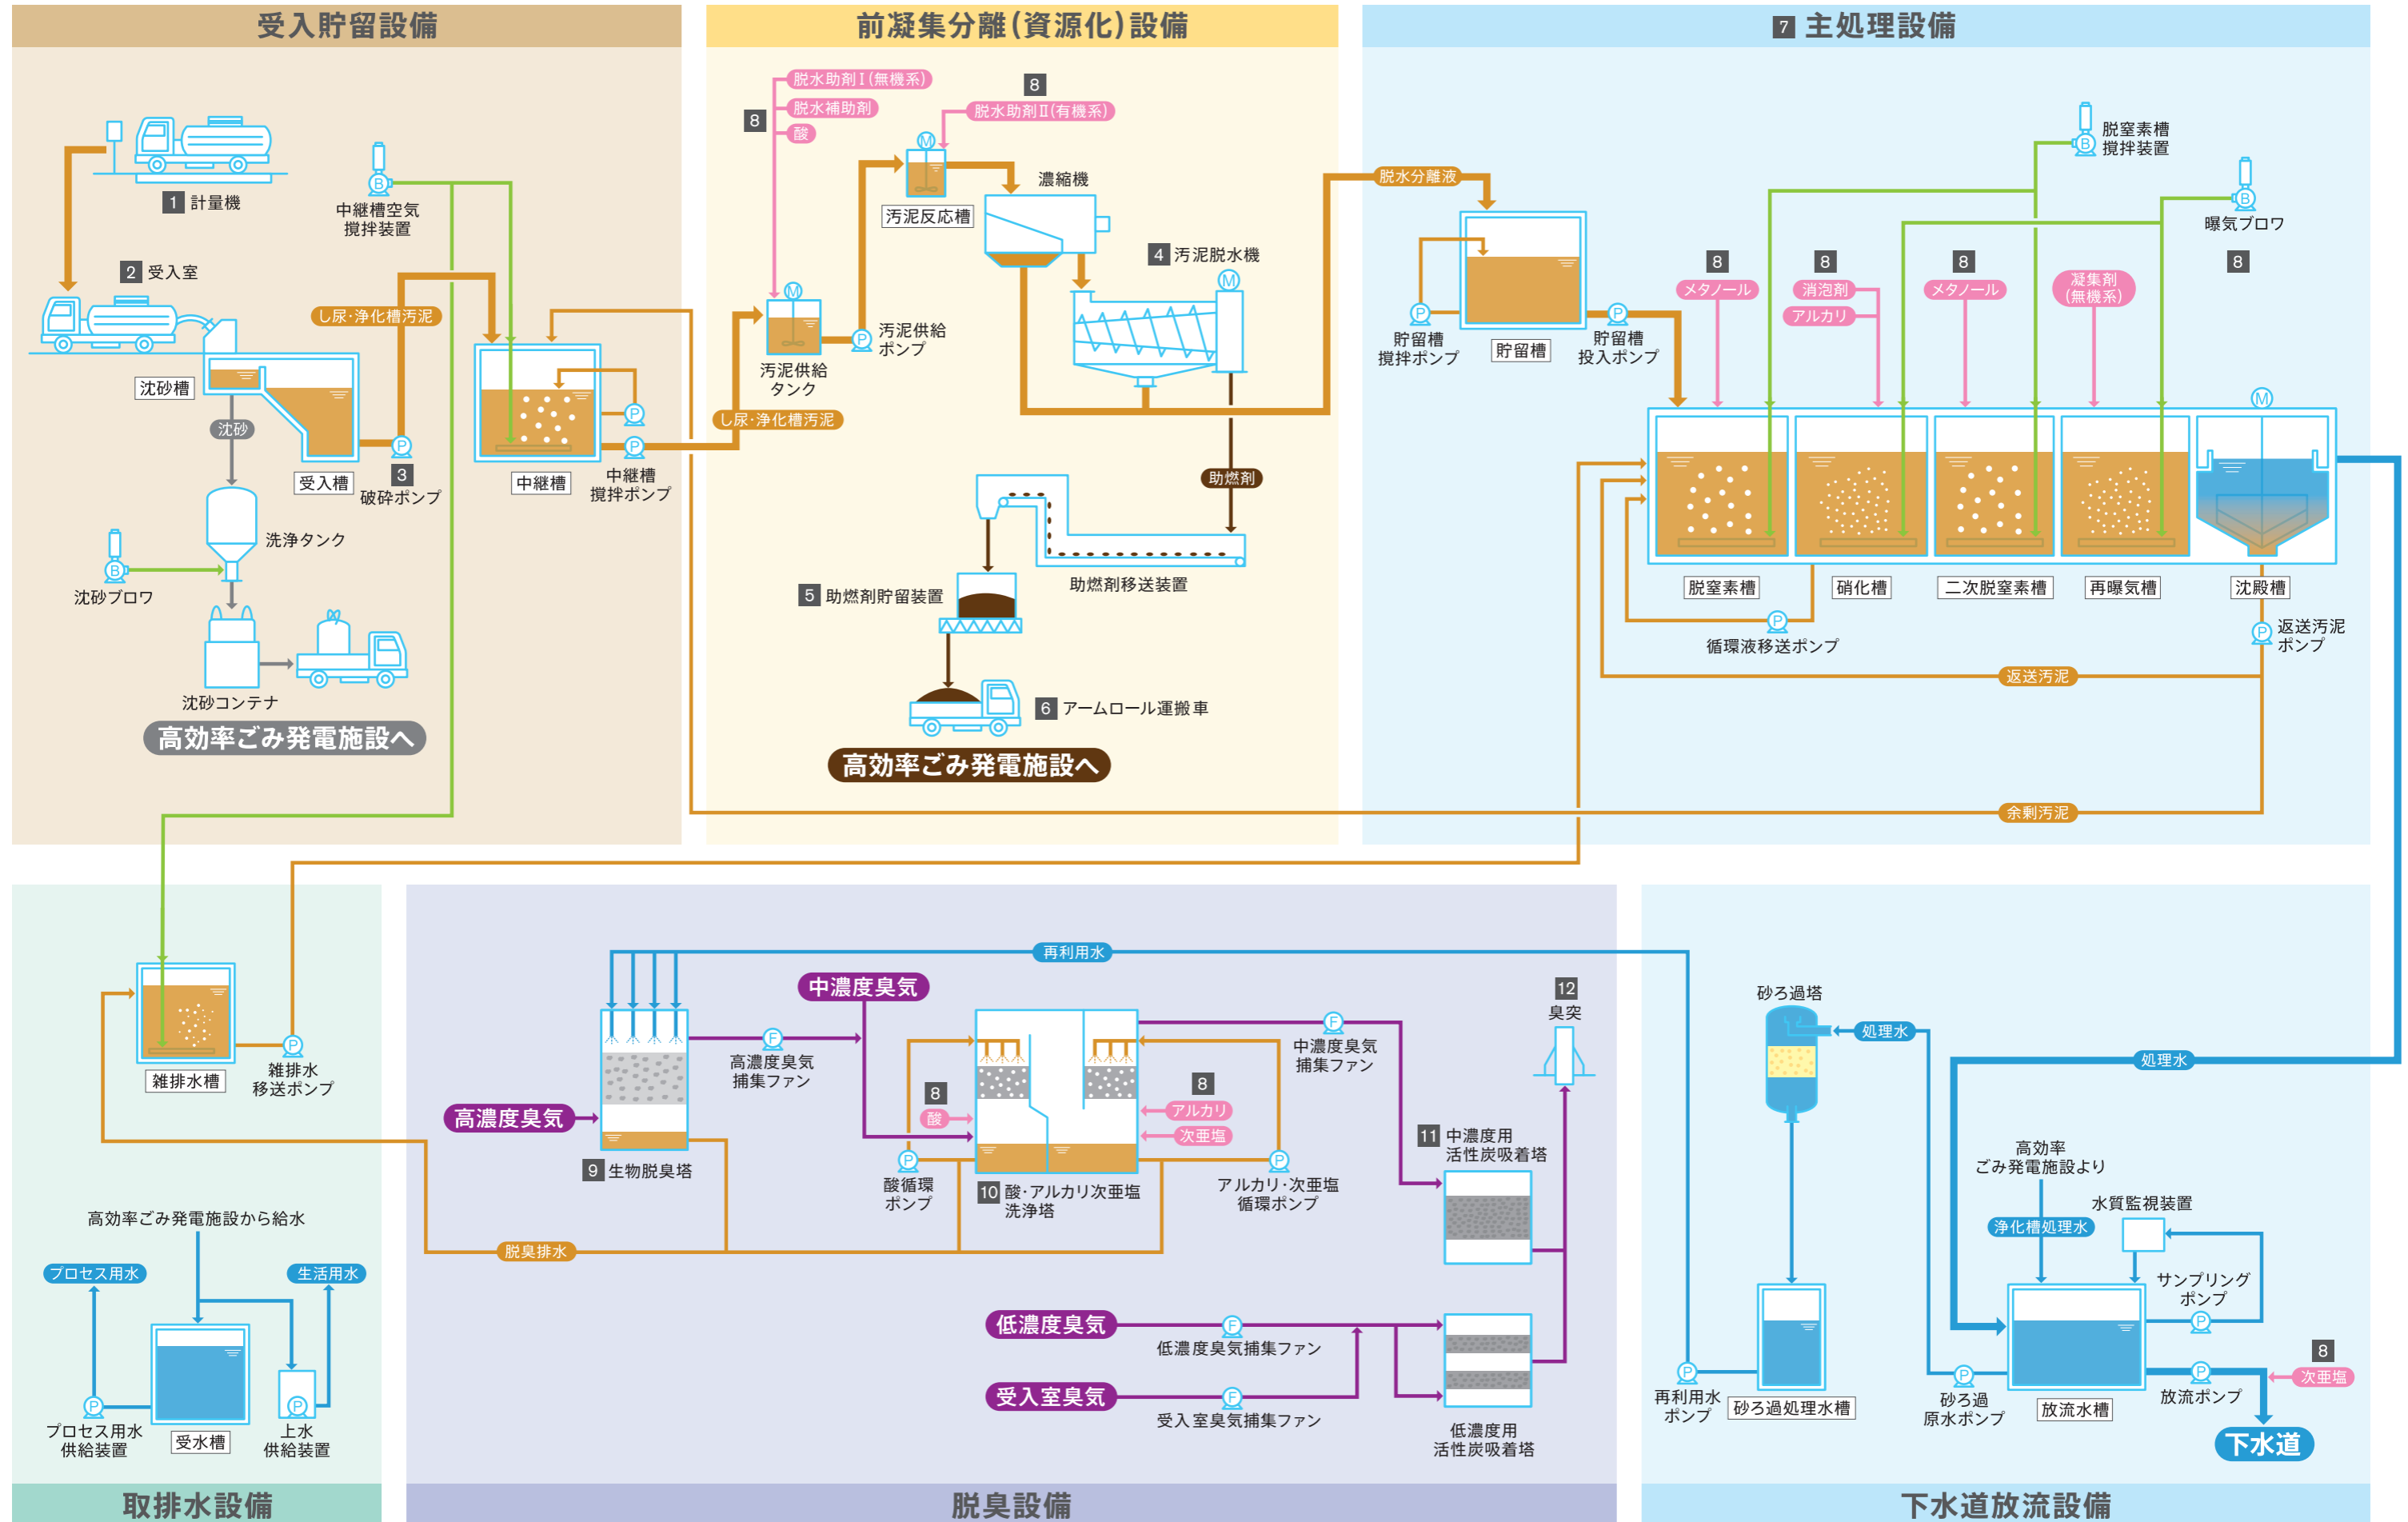 受入貯留設備
1 計量機
中継槽空気
撹拌装置
B
2 受入室
し尿・浄化槽汚泥
沈砂槽
沈砂
受入槽
P
3
破砕ポンプ
中継槽
P
P
中継槽
撹拌ポンプ
洗浄タンク
B
沈砂ブロワ
沈砂コンテナ
高効率ごみ発電施設へ
前凝集分離(資源化)設備
脱水助剤Ⅰ(無機系)
脱水補助剤
酸
8
8
脱水助剤Ⅱ(有機系)
M
汚泥反応槽
濃縮機
4 汚泥脱水機
M
M
P
汚泥供給
ポンプ
汚泥供給
タンク
し尿・浄化槽汚泥
助燃剤
助燃剤移送装置
5 助燃剤貯留装置
6 アームロール運搬車
高効率ごみ発電施設へ
7 主処理設備
脱水分離液
B
脱窒素槽
撹拌装置
B
曝気ブロワ
8
P
貯留槽
撹拌ポンプ
貯留槽
P
貯留槽
投入ポンプ
8
メタノール
8
消泡剤
アルカリ
8
メタノール
凝集剤
(無機系)
M
脱窒素槽
硝化槽
二次脱窒素槽
再曝気槽
沈殿槽
P
循環液移送ポンプ
P
返送汚泥
ポンプ
返送汚泥
余剰汚泥
雑排水槽
P
雑排水
移送ポンプ
高効率ごみ発電施設から給水
プロセス用水
生活用水
P
プロセス用水
供給装置
受水槽
P
上水
供給装置
取排水設備
再利用水
中濃度臭気
F
高濃度臭気
捕集ファン
高濃度臭気
9 生物脱臭塔
8
酸
P
酸循環
ポンプ
10 酸・アルカリ次亜塩
洗浄塔
8
アルカリ
次亜塩
P
アルカリ・次亜塩
循環ポンプ
F
中濃度臭気
捕集ファン
12
臭突
11 中濃度用
活性炭吸着塔
脱臭排水
低濃度臭気
F
低濃度臭気捕集ファン
受入室臭気
F
受入室臭気捕集ファン
低濃度用
活性炭吸着塔
脱臭設備
砂ろ過塔
処理水
処理水
高効率
ごみ発電施設より
浄化槽処理水
水質監視装置
サンプリング
ポンプ
P
P
再利用水
ポンプ
砂ろ過処理水槽
P
砂ろ過
原水ポンプ
放流水槽
P
放流ポンプ
8
次亜塩
下水道
下水道放流設備